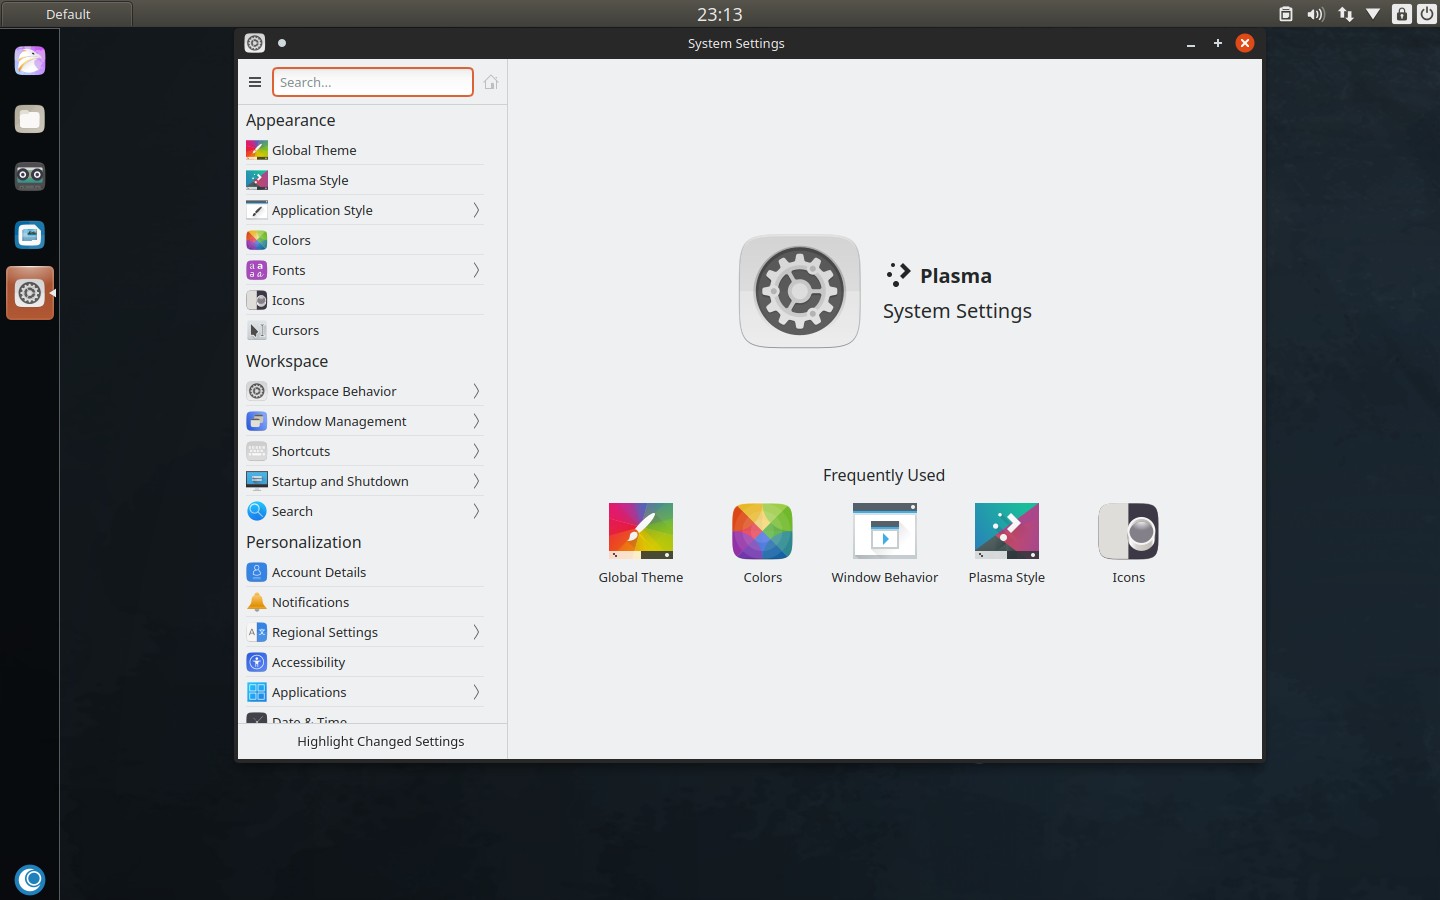 Default
23:13
System Settings
Search...
Appearance
Global Theme
Plasma Style
Application Style
Colors
Fonts
Icons
Cursors
Workspace
Workspace Behavior
Window Management
Shortcuts
Startup and Shutdown
Search
Personalization
Account Details
Notifications
Regional Settings
Accessibility
Applications
Date & Time
Highlight Changed Settings
Plasma
System Settings
Frequently Used
Global Theme
Colors
Window Behavior
Plasma Style
Icons